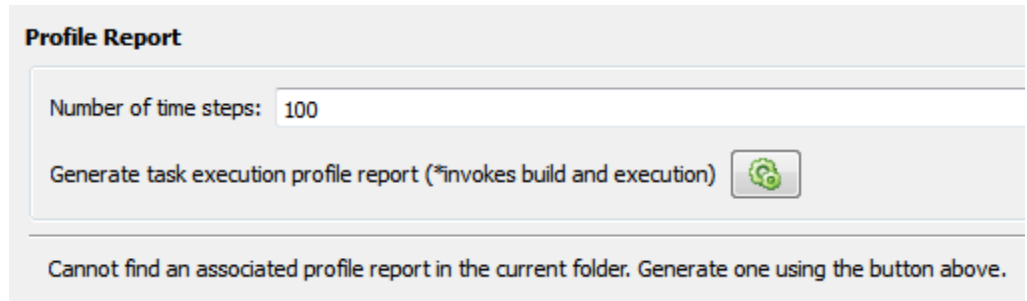 Profile Report
Number of time steps: 100
Generate task execution profile report (*invokes build and execution)
Cannot find an associated profile report in the current folder. Generate one using the button above.